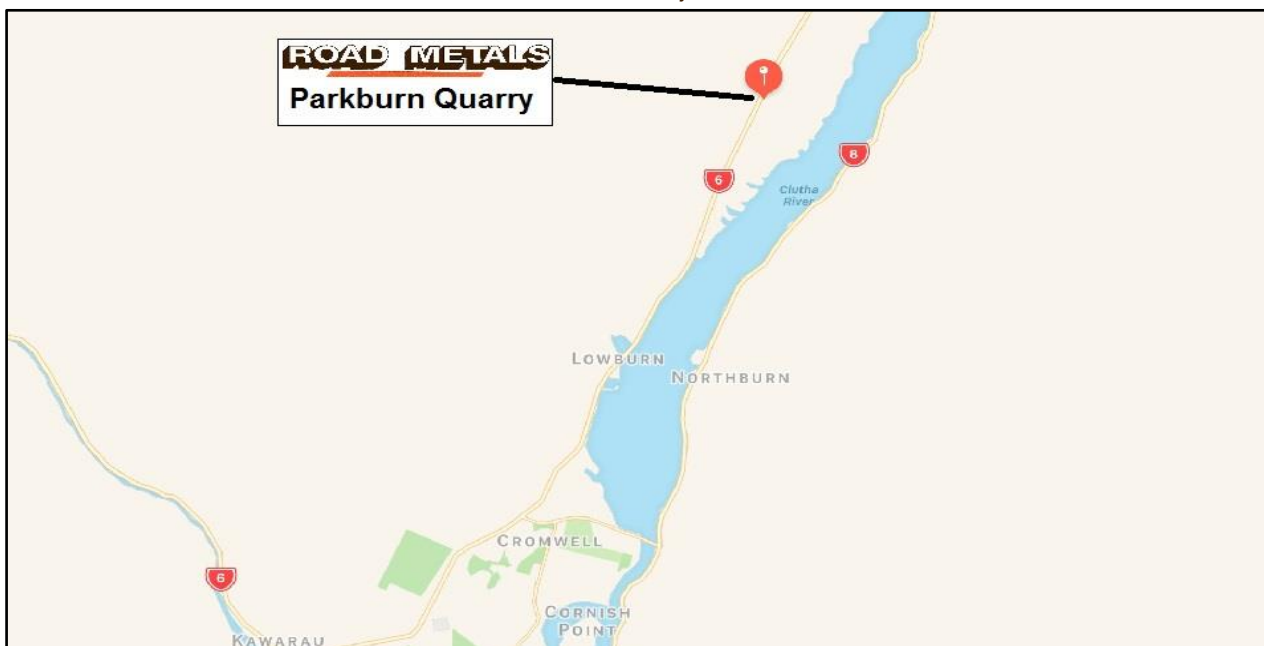 ROAD METALS
Parkburn Quarry
6
6
Clutha
River
LOWBURN
NORTHBURN
CROMWELL
6
CORNISH
POINT
KAWARAU